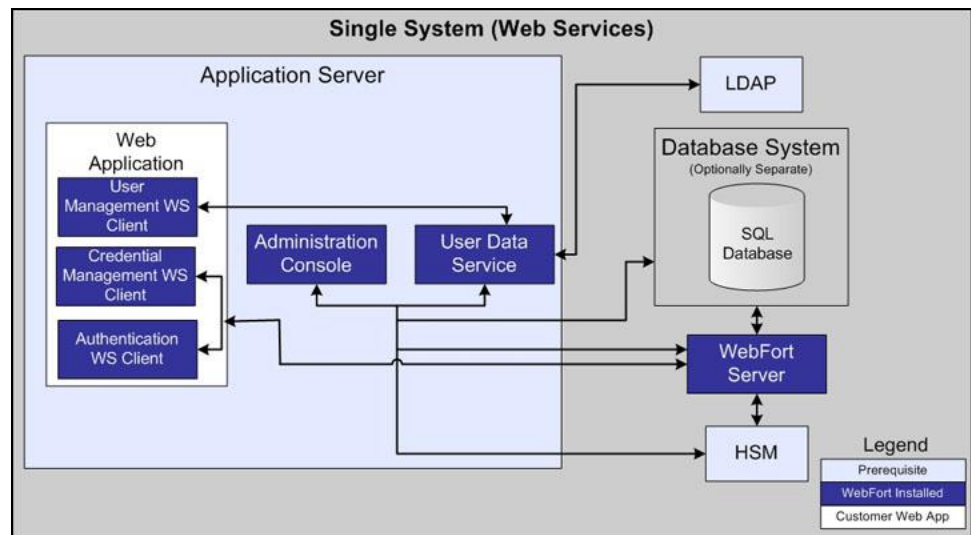 Single System (Web Services)
Application Server
Web
Application
User
Management WS
Client
Credential
Management WS
Client
Authentication
WS Client
Administration
Console
User Data
Service
LDAP
Database System
(Optionally Separate)
SQL
Database
WebFort
Server
HSM
Legend
Prerequisite
WebFort Installed
Customer Web App